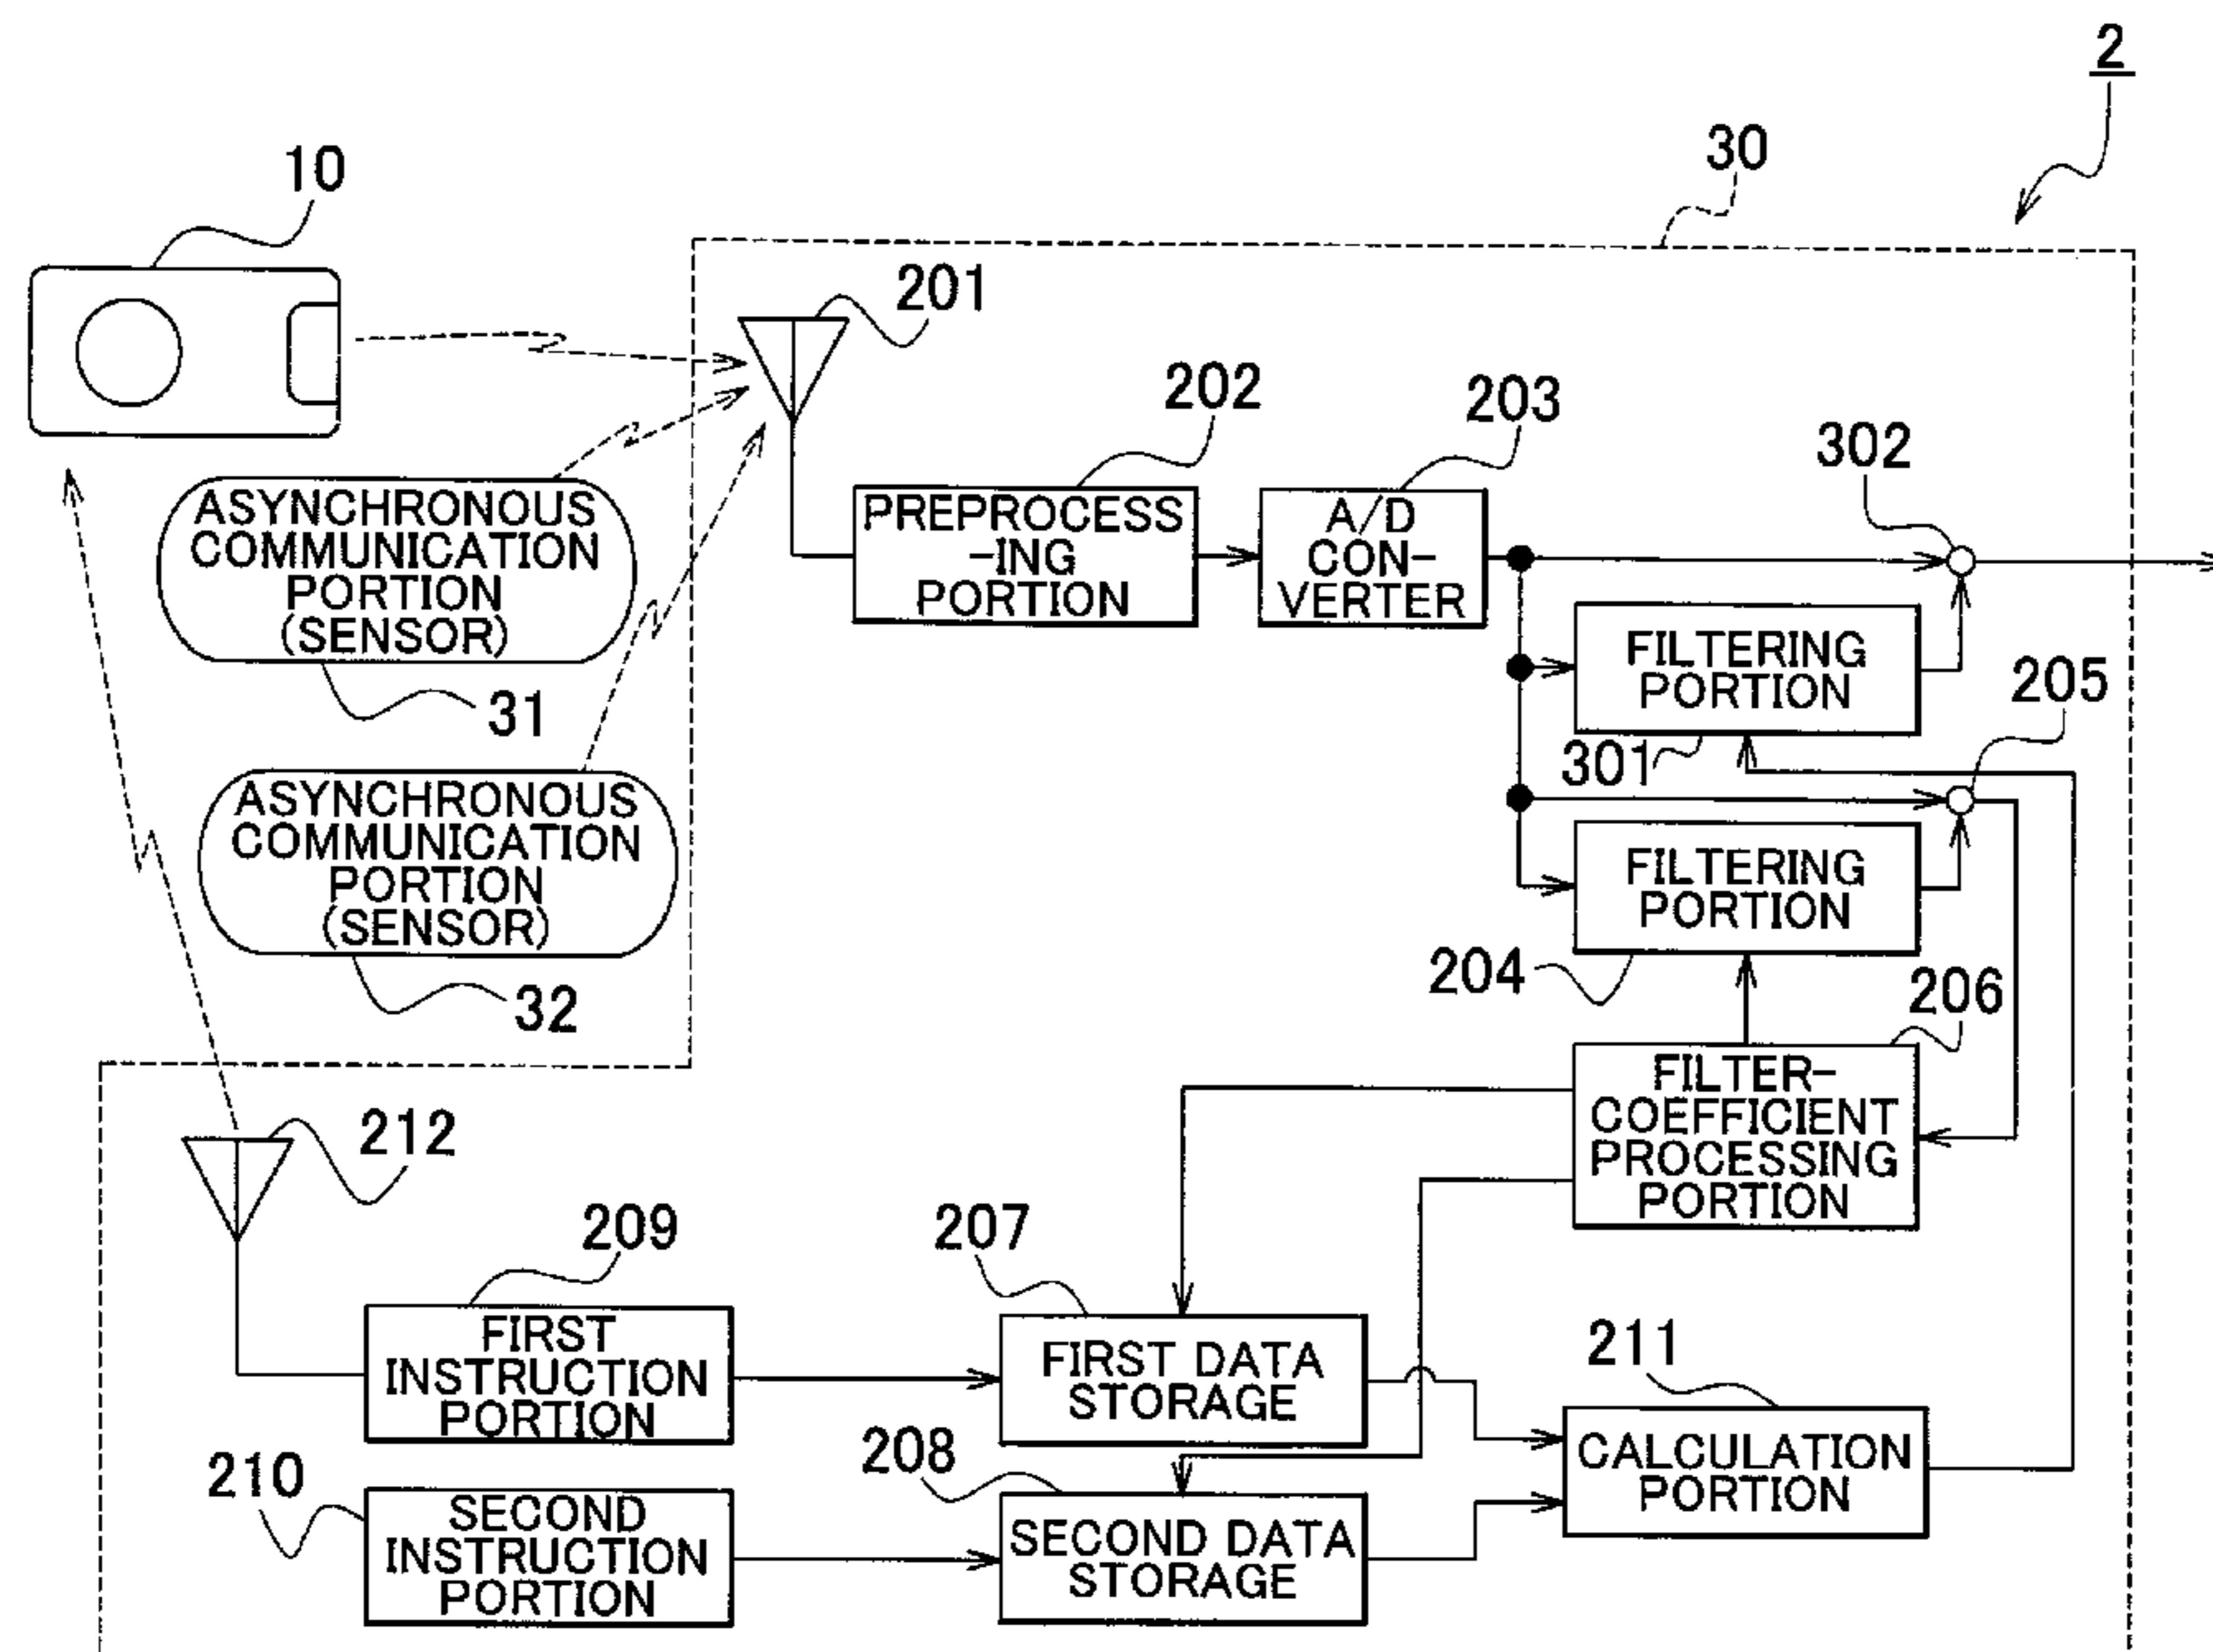 2
30
10
201
202
203
302
PREPROCESS
-ING
PORTION
A/D
CON-
VERTER
ASYNCHRONOUS
COMMUNICATION
PORTION
(SENSOR)
31
FILTERING
PORTION
301
205
ASYNCHRONOUS
COMMUNICATION
PORTION
(SENSOR)
32
FILTERING
PORTION
204
206
FILTER-
COEFFICIENT
PROCESSING
PORTION
212
209
207
FIRST
INSTRUCTION
PORTION
FIRST DATA
STORAGE
211
210
208
CALCULATION
PORTION
SECOND
INSTRUCTION
PORTION
SECOND DATA
STORAGE